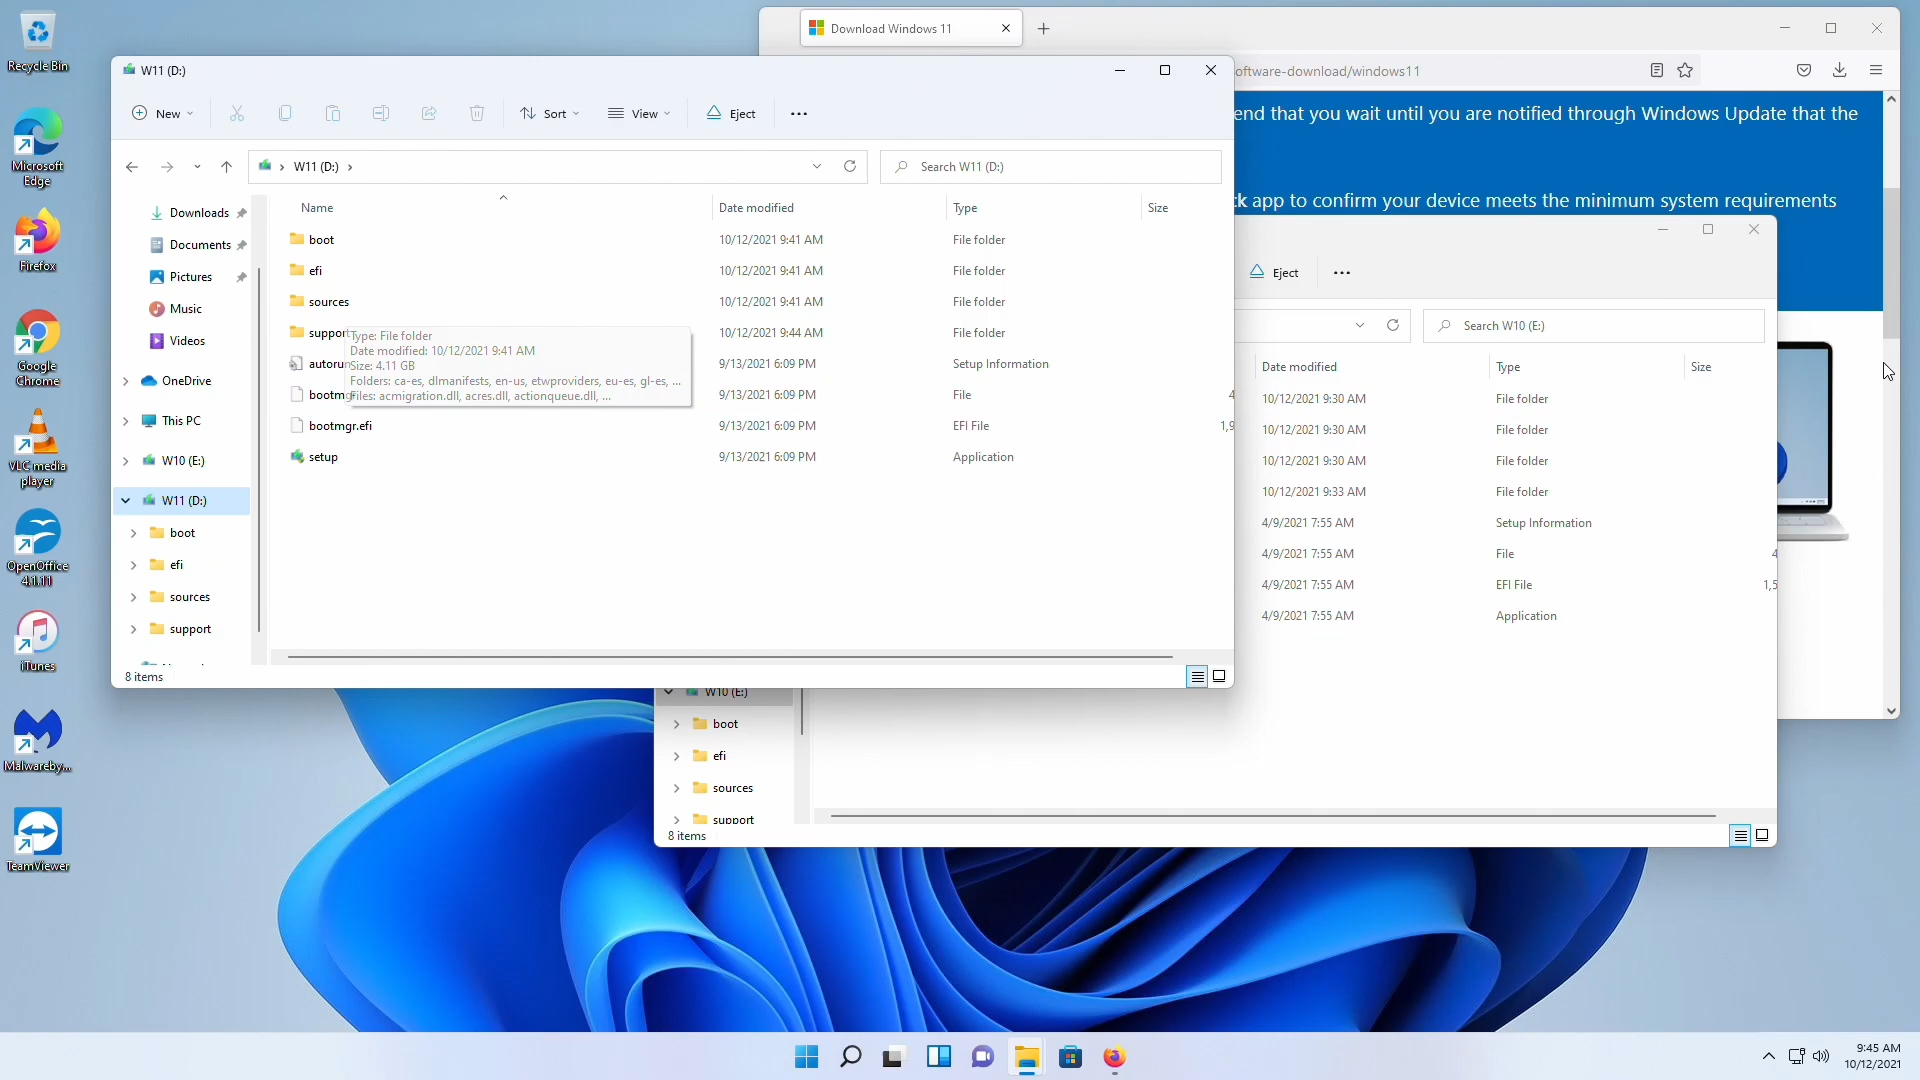 Recycle Bin
Microsoft Edge
Firefox
Google Chrome
VLC media player
OpenOffice 4.1.11
iTunes
Malwareby...
TeamViewer
Download Windows 11
oftware-download/windows11
end that you wait until you are notified through Windows Update that the
ck app to confirm your device meets the minimum system requirements
W11 (D:)
New
Sort
View
Eject
W11 (D:)
Search W11 (D:)
Downloads
Documents
Pictures
Music
Videos
OneDrive
This PC
W10 (E:)
W11 (D:)
boot
efi
sources
support
8 items
Name Date modified Type Size
boot 10/12/2021 9:41 AM File folder
efi 10/12/2021 9:41 AM File folder
sources 10/12/2021 9:41 AM File folder
support 10/12/2021 9:44 AM File folder
autorun 9/13/2021 6:09 PM Setup Information
bootmgr 9/13/2021 6:09 PM File 4
bootmgr.efi 9/13/2021 6:09 PM EFI File 1,9
setup 9/13/2021 6:09 PM Application
Type: File folder
Date modified: 10/12/2021 9:41 AM
Size: 4.11 GB
Folders: ca-es, dlmanifests, en-us, etwproviders, eu-es, gl-es, ...
Files: acmigration.dll, acres.dll, actionqueue.dll, ...
Eject
Search W10 (E:)
Date modified Type Size
10/12/2021 9:30 AM File folder
10/12/2021 9:30 AM File folder
10/12/2021 9:30 AM File folder
10/12/2021 9:33 AM File folder
4/9/2021 7:55 AM Setup Information
4/9/2021 7:55 AM File 4
4/9/2021 7:55 AM EFI File 1,5
4/9/2021 7:55 AM Application
W10 (E:)
boot
efi
sources
support
8 items
9:45 AM
10/12/2021